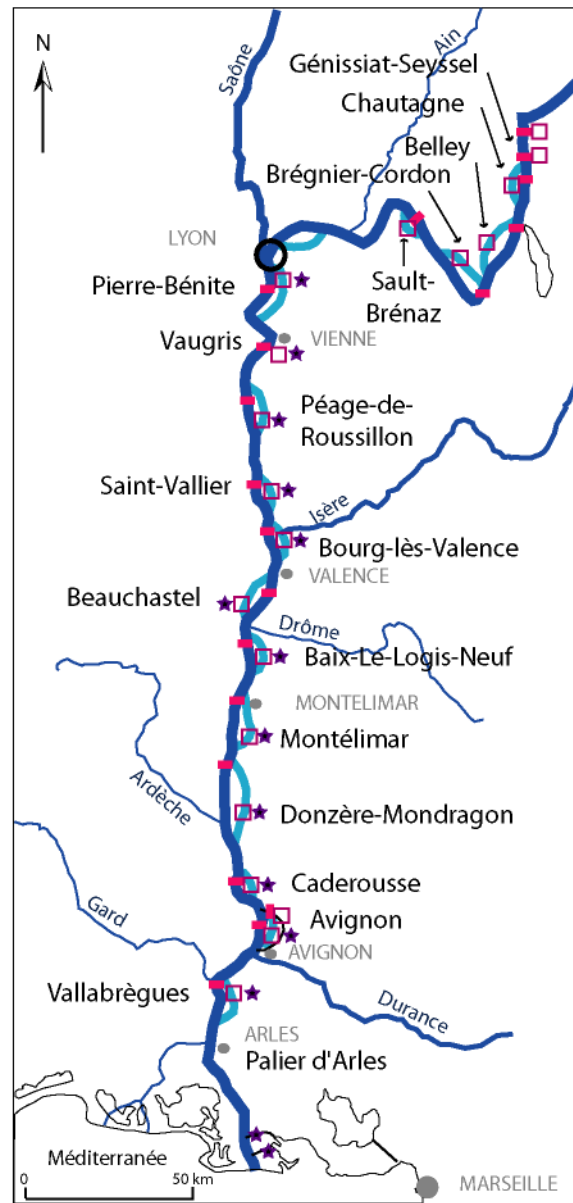 N
Saône
Ain
Génissiat-Seyssel
Chautagne
Belley
Brégnier-Cordon
LYON
Sault-
Brénaz
Pierre-Bénite
Vaugris
VIENNE
Péage-de-
Roussillon
Saint-Vallier
Isère
Bourg-lès-Valence
VALENCE
Beauchastel
Drôme
Baix-Le-Logis-Neuf
MONTELIMAR
Montélimar
Ardèche
Donzère-Mondragon
Caderousse
Gard
Avignon
AVIGNON
Vallabrègues
Durance
ARLES
Palier d'Arles
Méditerranée
0 50 km
MARSEILLE